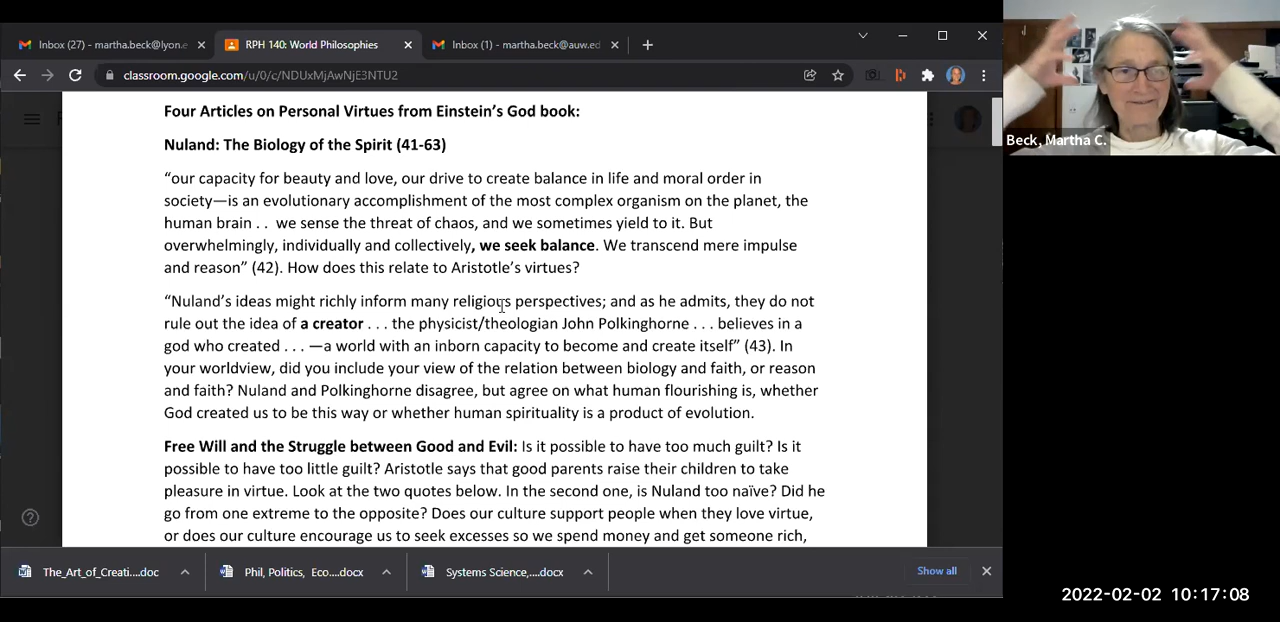 Inbox (27) - martha.beck@lyon.e
RPH 140: World Philosophies
Inbox (1) - martha.beck@auw.ed
classroom.google.com/u/0/c/NDUxMjAwNjE3NTU2
Beck, Martha C.
Four Articles on Personal Virtues from Einstein’s God book:
Nuland: The Biology of the Spirit (41-63)
“our capacity for beauty and love, our drive to create balance in life and moral order in
society—is an evolutionary accomplishment of the most complex organism on the planet, the
human brain . . we sense the threat of chaos, and we sometimes yield to it. But
overwhelmingly, individually and collectively, we seek balance. We transcend mere impulse
and reason” (42). How does this relate to Aristotle’s virtues?
“Nuland’s ideas might richly inform many religious perspectives; and as he admits, they do not
rule out the idea of a creator . . . the physicist/theologian John Polkinghorne . . . believes in a
god who created . . . —a world with an inborn capacity to become and create itself” (43). In
your worldview, did you include your view of the relation between biology and faith, or reason
and faith? Nuland and Polkinghorne disagree, but agree on what human flourishing is, whether
God created us to be this way or whether human spirituality is a product of evolution.
Free Will and the Struggle between Good and Evil: Is it possible to have too much guilt? Is it
possible to have too little guilt? Aristotle says that good parents raise their children to take
pleasure in virtue. Look at the two quotes below. In the second one, is Nuland too naïve? Did he
go from one extreme to the opposite? Does our culture support people when they love virtue,
or does our culture encourage us to seek excesses so we spend money and get someone rich,
The_Art_of_Creati....doc
Phil, Politics, Eco....docx
Systems Science,....docx
Show all
2022-02-02 10:17:08